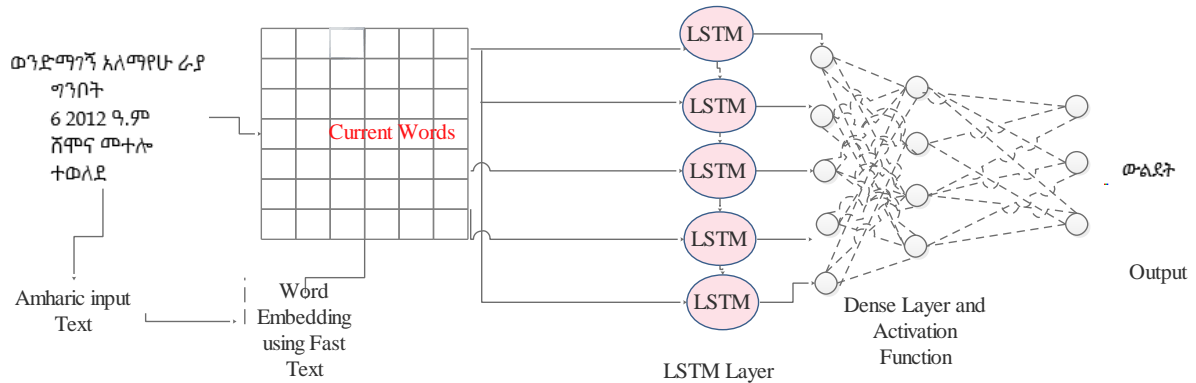 ወንድማገኝ አለማየሁ ራያ
ግንቦት
6 2012 ዓ.ም
ሸሞና መተሎ
ተወለደ
Amharic input
Text
Current Words
Word
Embedding
using Fast
Text
LSTM
LSTM
LSTM
LSTM
LSTM
LSTM Layer
Dense Layer and
Activation
Function
ውልደት
Output